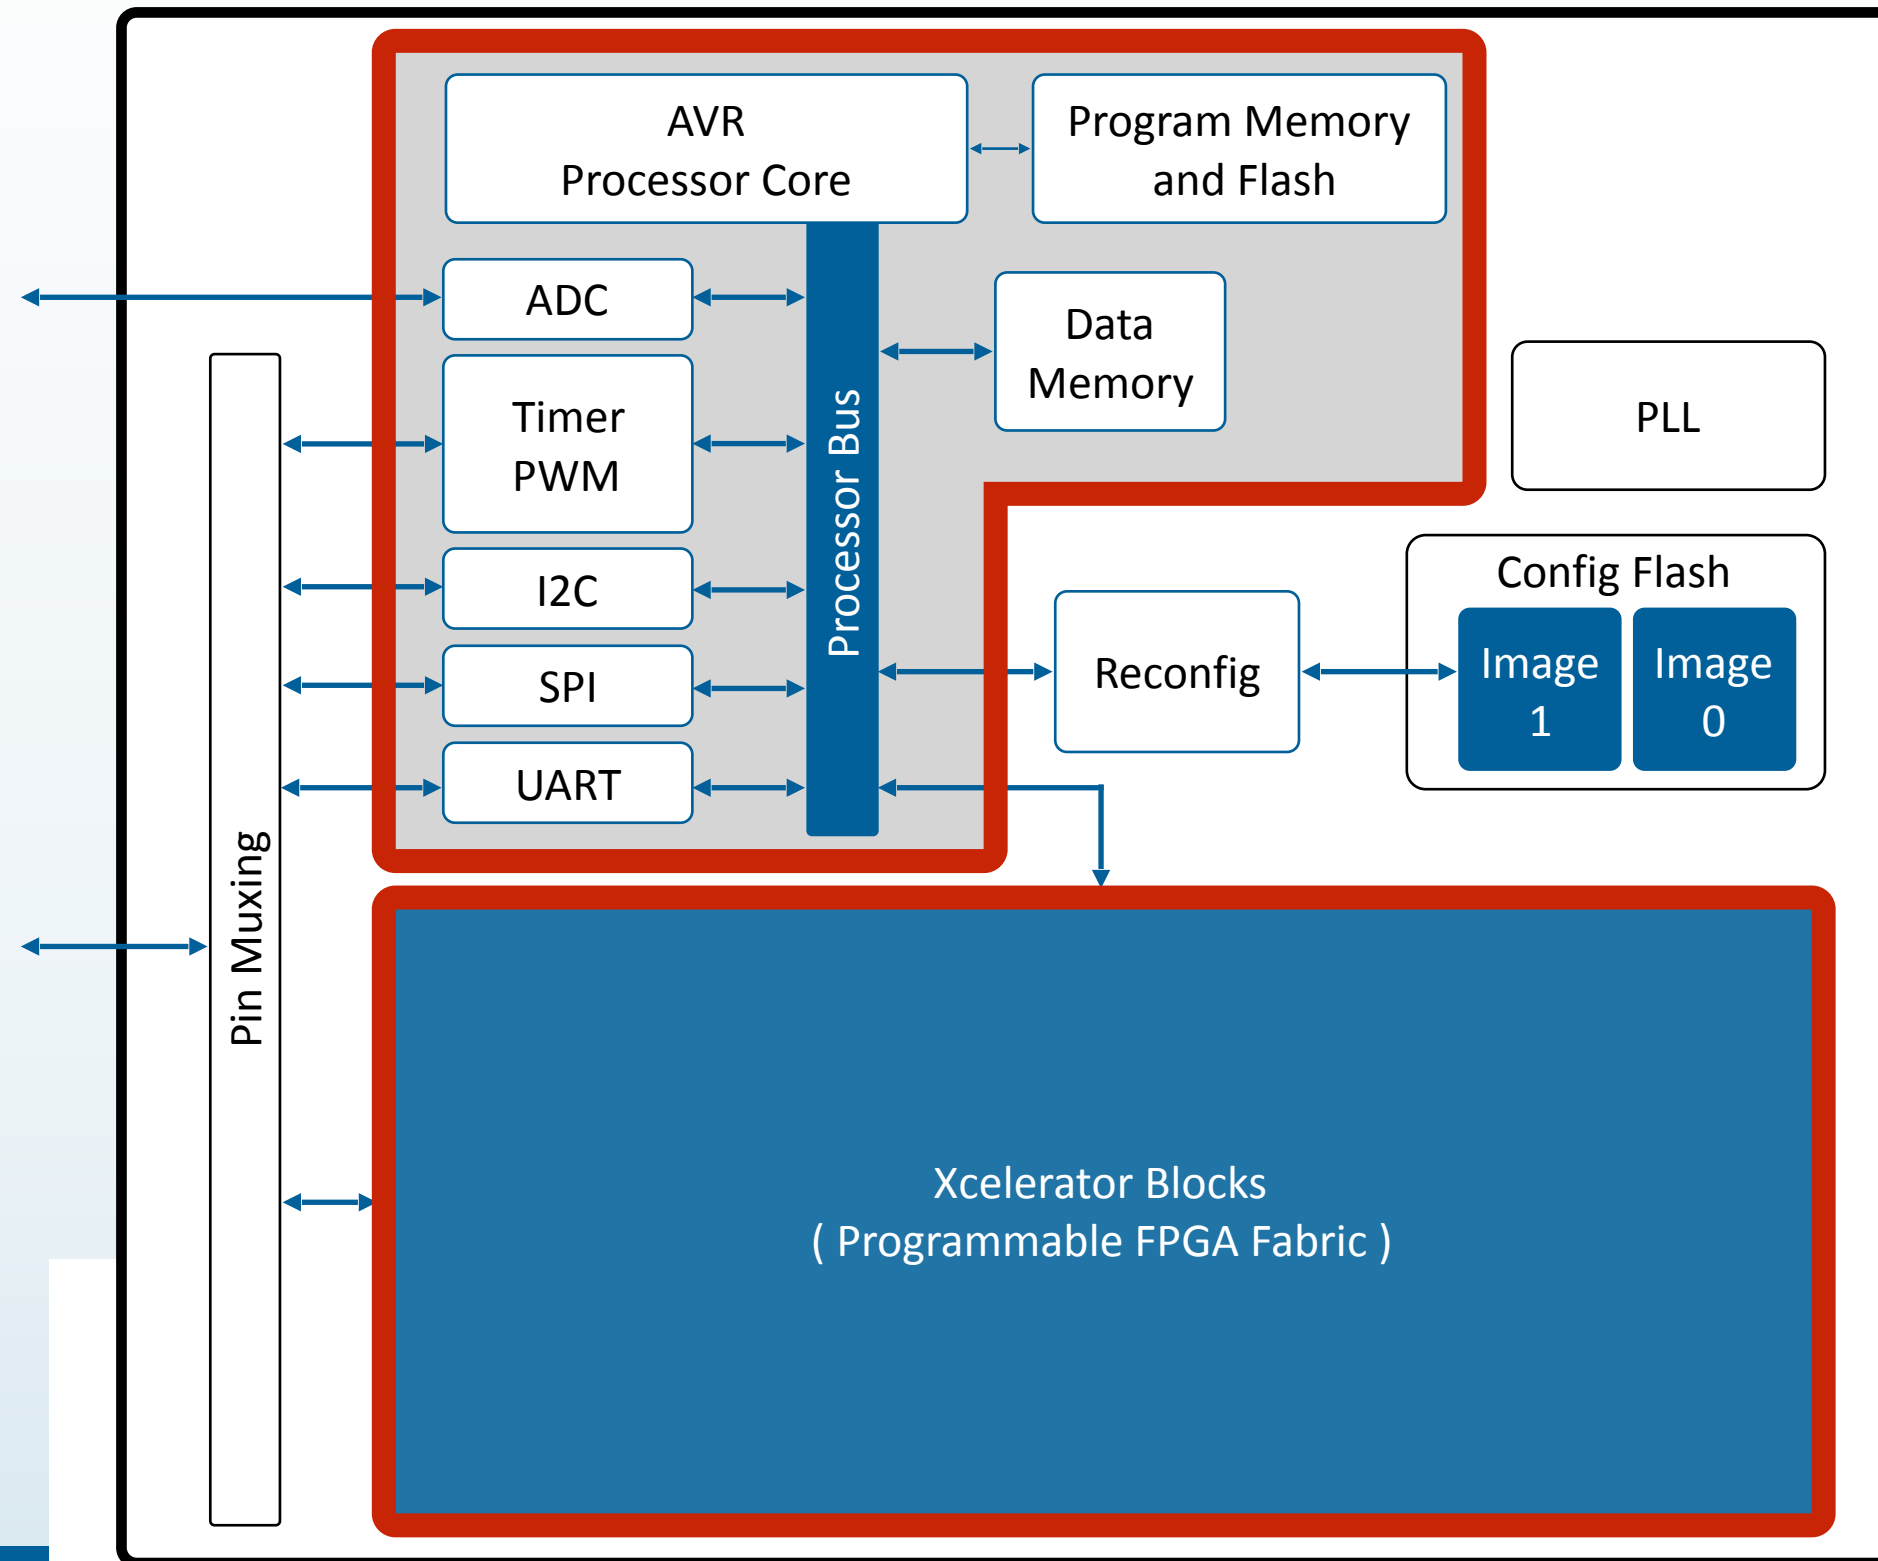 AVR
Processor Core
Program Memory
and Flash
ADC
Data
Memory
Timer
PWM
PLL
Processor Bus
I2C
Config Flash
SPI
Reconfig
Image
1
Image
0
UART
Pin Muxing
Xcelerator Blocks
( Programmable FPGA Fabric )